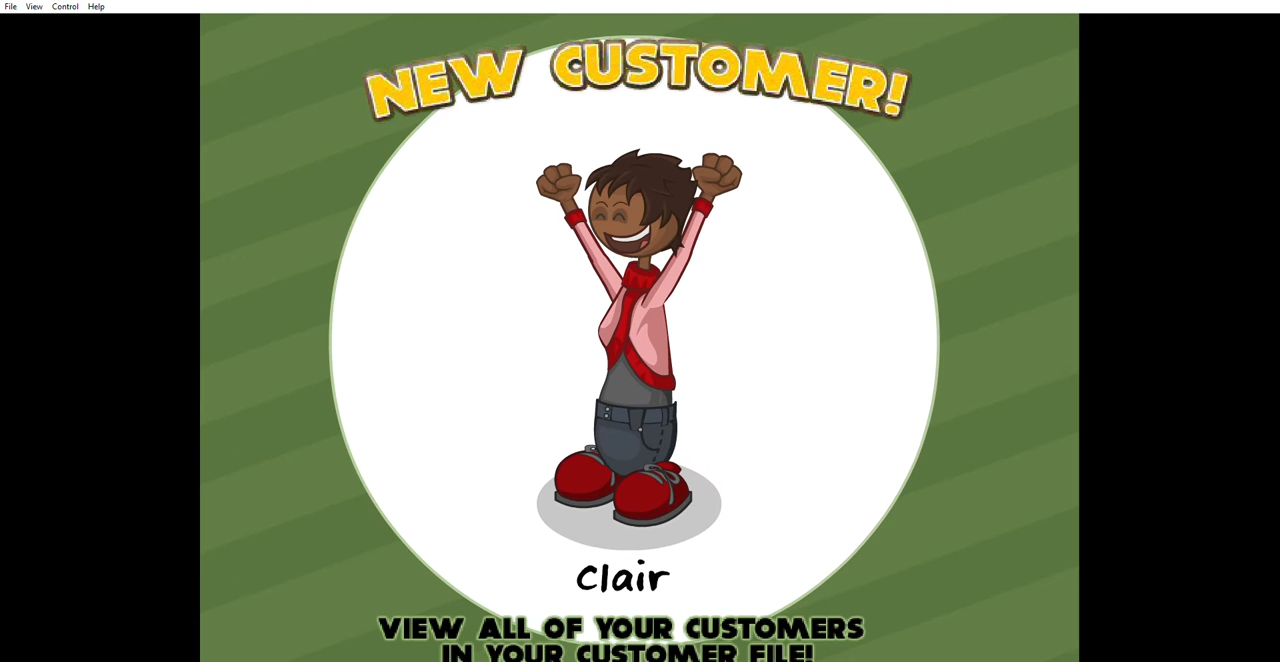 File View Control Help
NEW CUSTOMER!
Clair
VIEW ALL OF YOUR CUSTOMERS
IN YOUR CUSTOMER FILE!